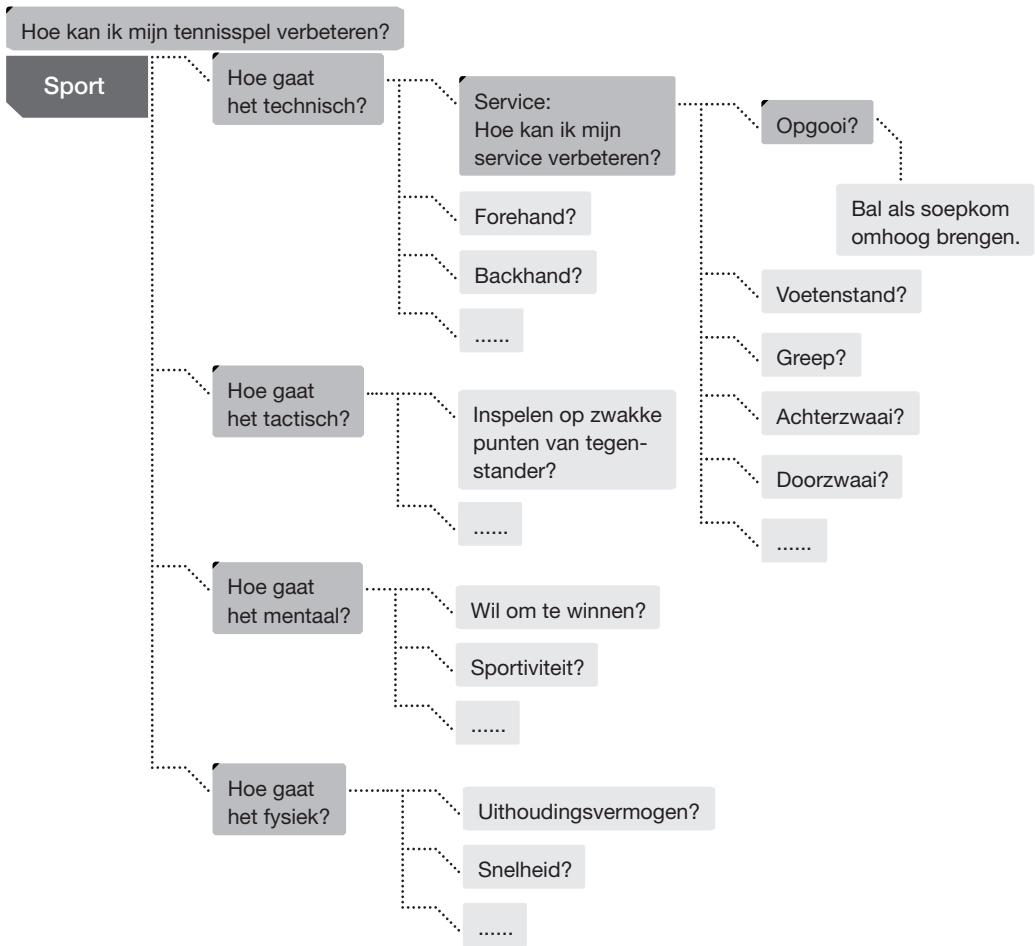 Hoe kan ik mijn tennisspel verbeteren?
Sport
Hoe gaat
het technisch?
Service:
Hoe kan ik mijn
service verbeteren?
Opgooi?
Bal als soepkom
omhoog brengen.
Voetenstand?
Greep?
Achterzwaai?
Doorzwaai?
......
Forehand?
Backhand?
......
Hoe gaat
het tactisch?
Inspelen op zwakke
punten van tegen-
stander?
......
Hoe gaat
het mentaal?
Wil om te winnen?
Sportiviteit?
......
Hoe gaat
het fysiek?
Uithoudingsvermogen?
Snelheid?
......